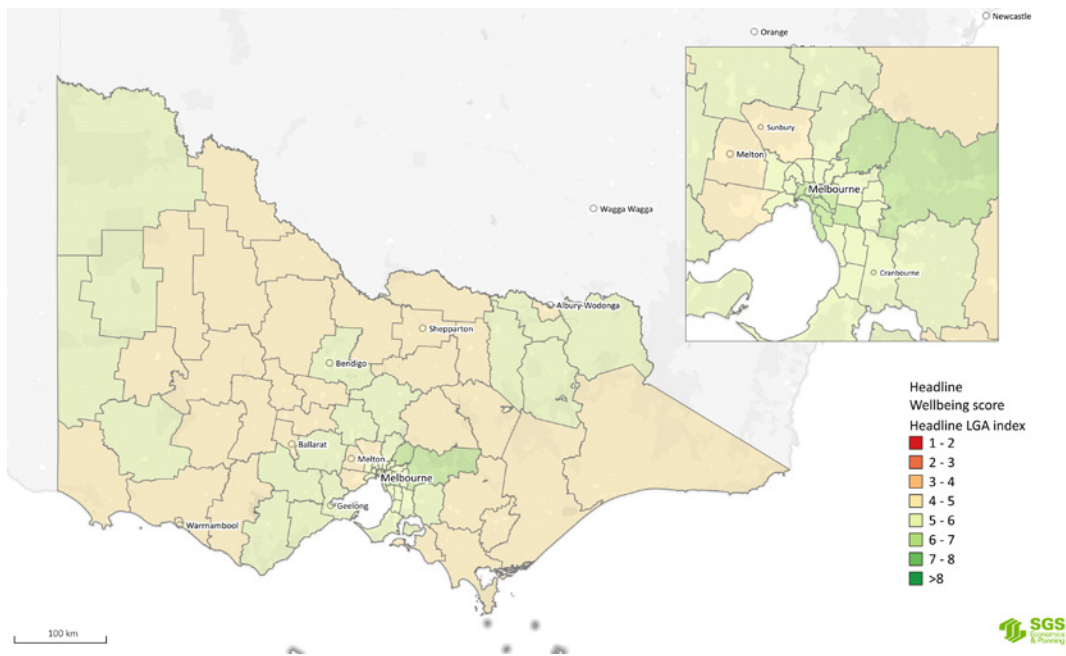 Newcastle
Orange
Sunbury
Melton
Melbourne
Cranbourne
Wagga Wagga
Albury-Wodonga
Shepparton
Bendigo
Ballarat
Melton
Melbourne
Geelong
Warrnambool
Headline
Wellbeing score
Headline LGA index
1 - 2
2 - 3
3 - 4
4 - 5
5 - 6
6 - 7
7 - 8
>8
100 km
SGS
Economics
& Planning